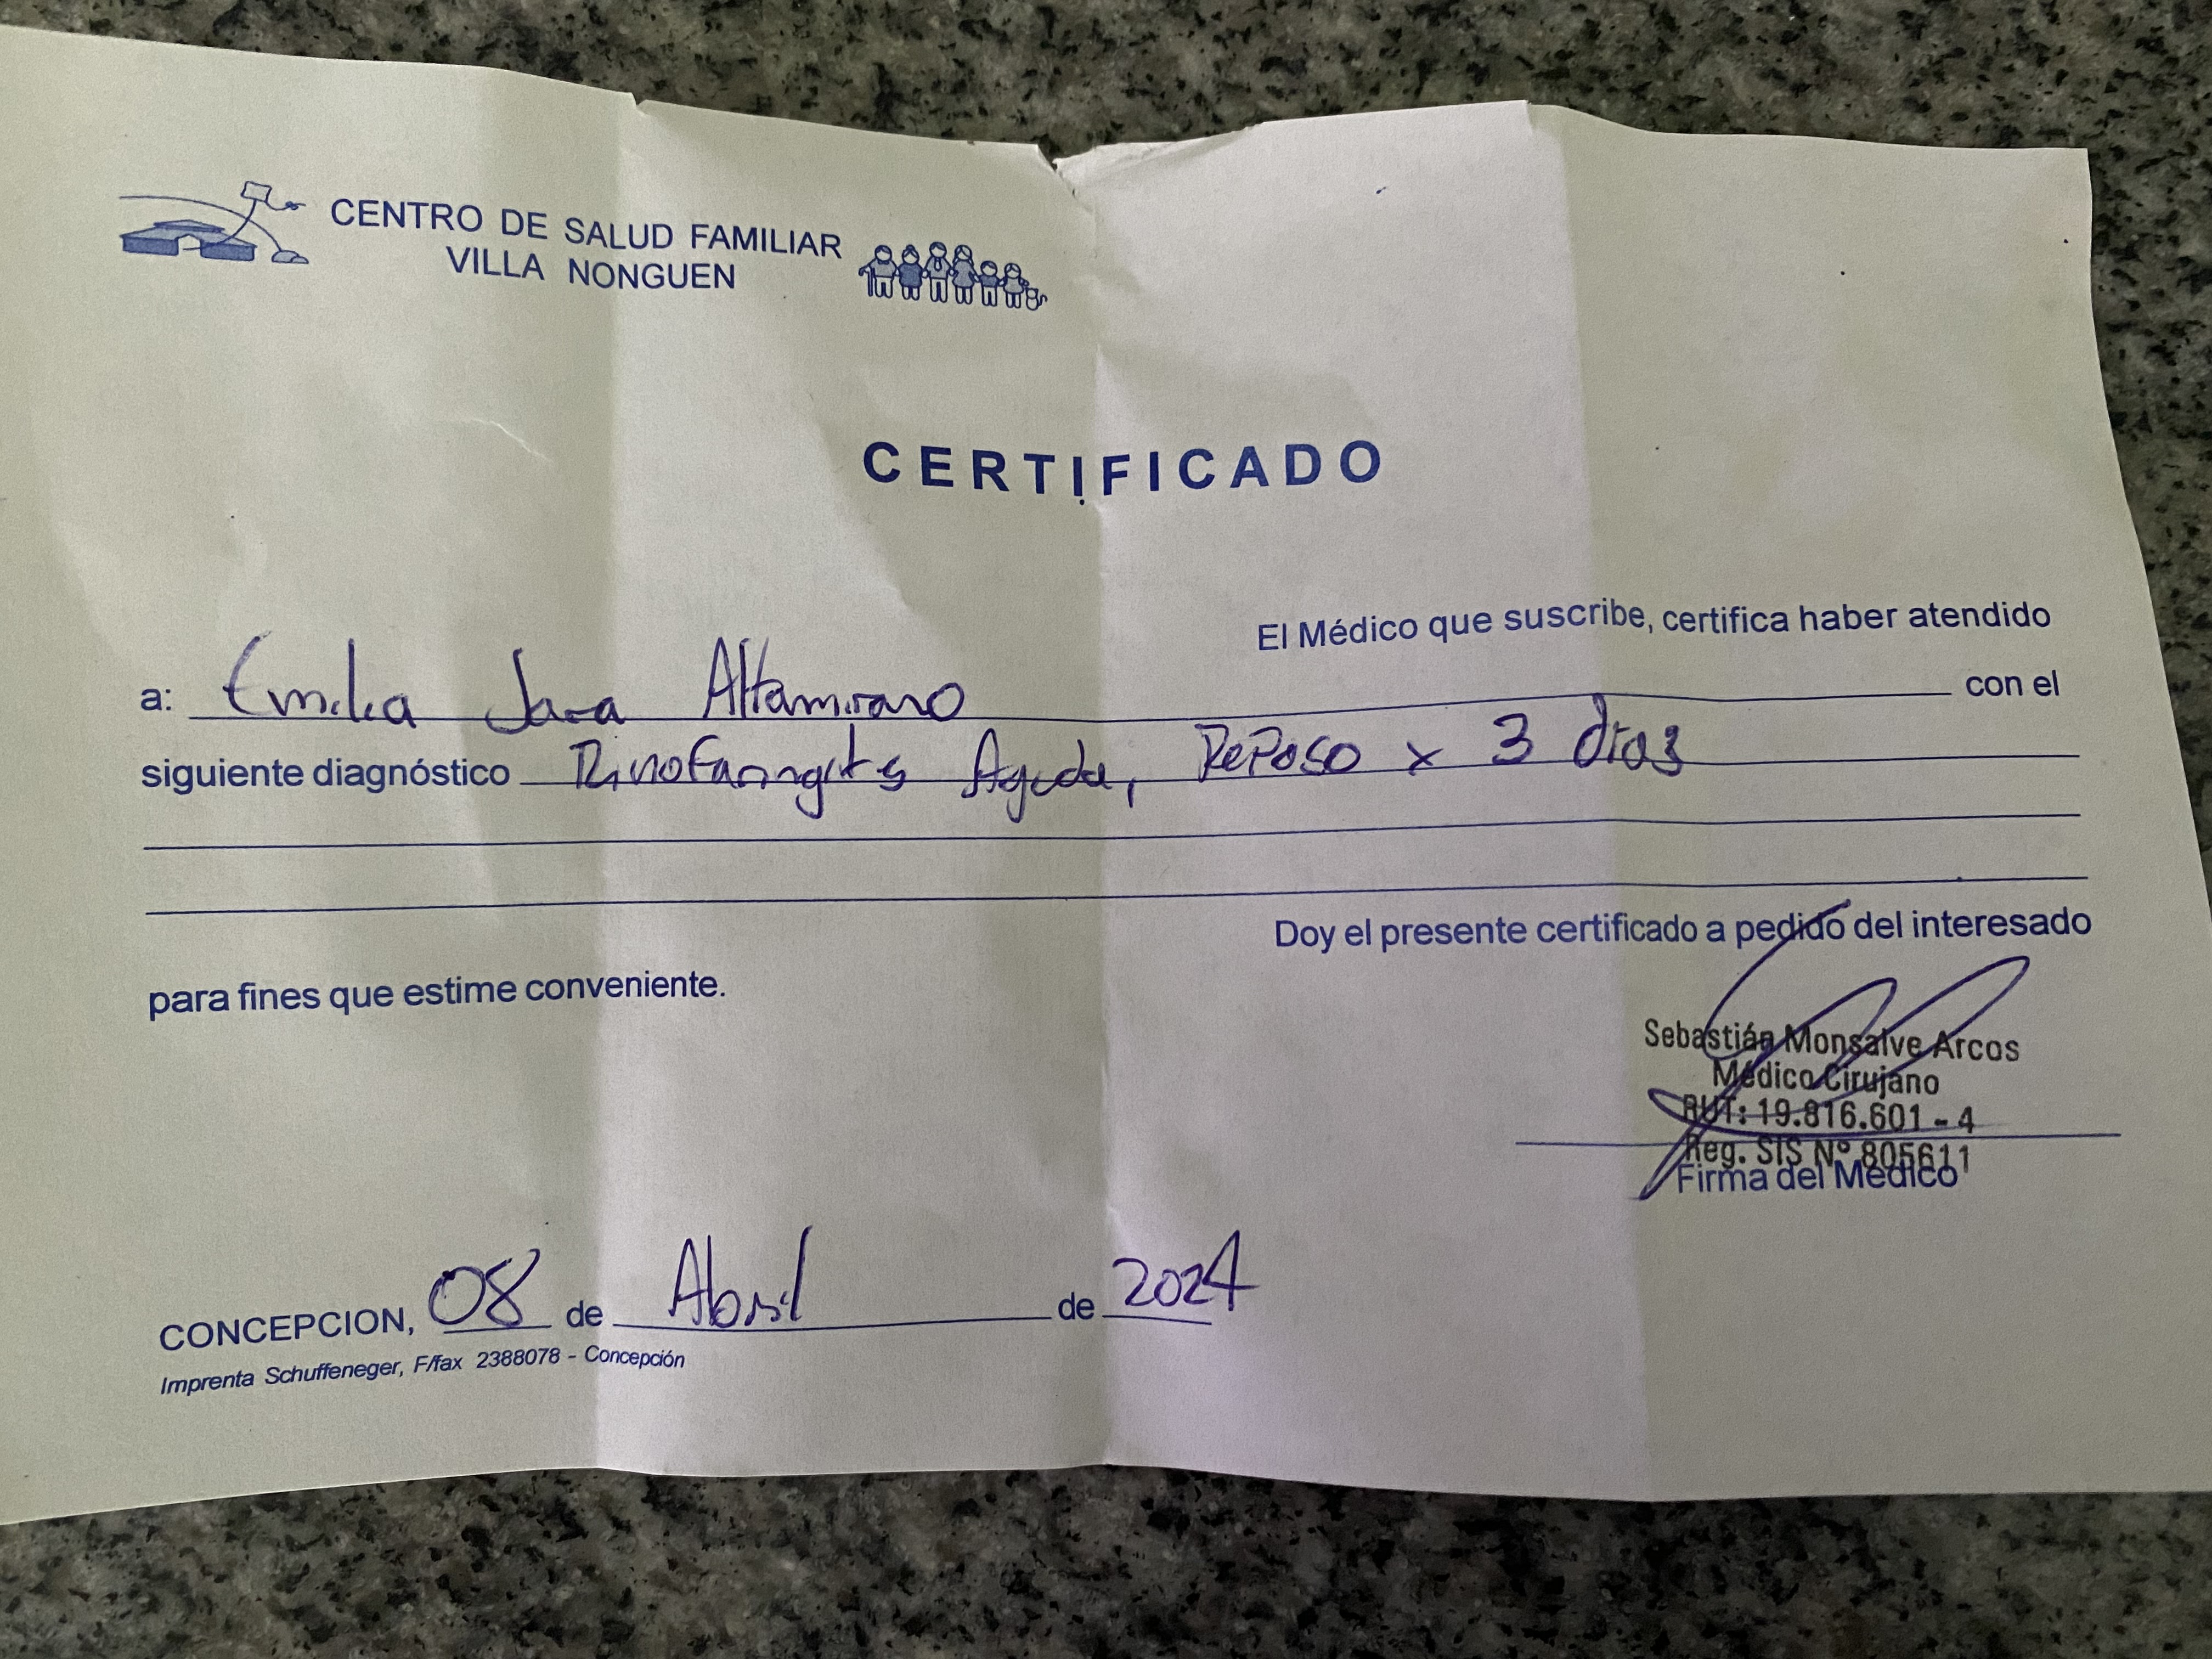 CENTRO DE SALUD FAMILIAR
VILLA NONGUEN
CERTIFICADO
El Médico que suscribe, certifica haber atendido
a: Emilia Jara Altamirano con el
siguiente diagnóstico Rinofaringitis Aguda, Reposo x 3 días
Doy el presente certificado a pedido del interesado
para fines que estime conveniente.
Sebastián Monsalve Arcos
Médico Cirujano
RUT: 19.816.601-4
Reg. SIS Nº 805611
Firma del Médico
CONCEPCION, 08 de Abril de 2024
Imprenta Schuffeneger, F/fax 2388078 - Concepción